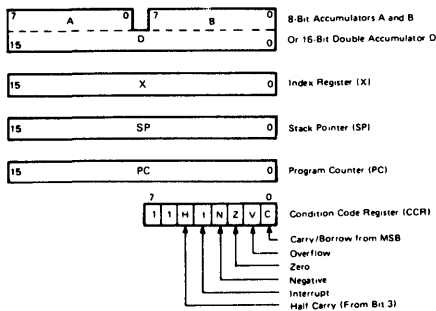 7 A 0 7 B 0 8-Bit Accumulators A and B
15 D 0 Or 16-Bit Double Accumulator D
15 X 0 Index Register (X)
15 SP 0 Stack Pointer (SP)
15 PC 0 Program Counter (PC)
7 0
1 1 H I N Z V C Condition Code Register (CCR)
Carry/Borrow from MSB
Overflow
Zero
Negative
Interrupt
Half Carry (From Bit 3)